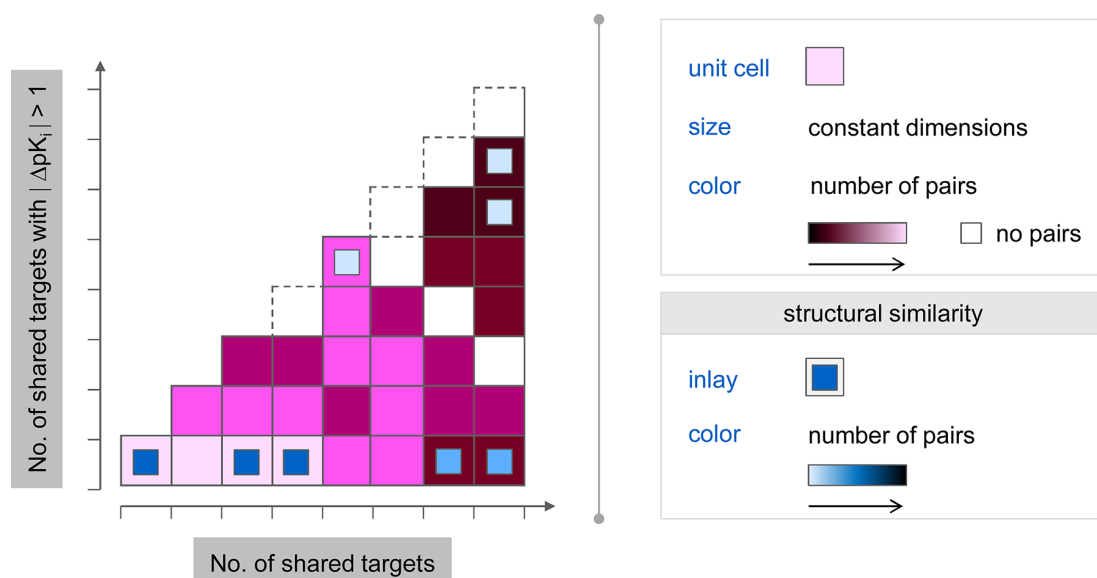 No. of shared targets with | ΔpKi | > 1
No. of shared targets
unit cell
size constant dimensions
color number of pairs
no pairs
structural similarity
inlay
color number of pairs